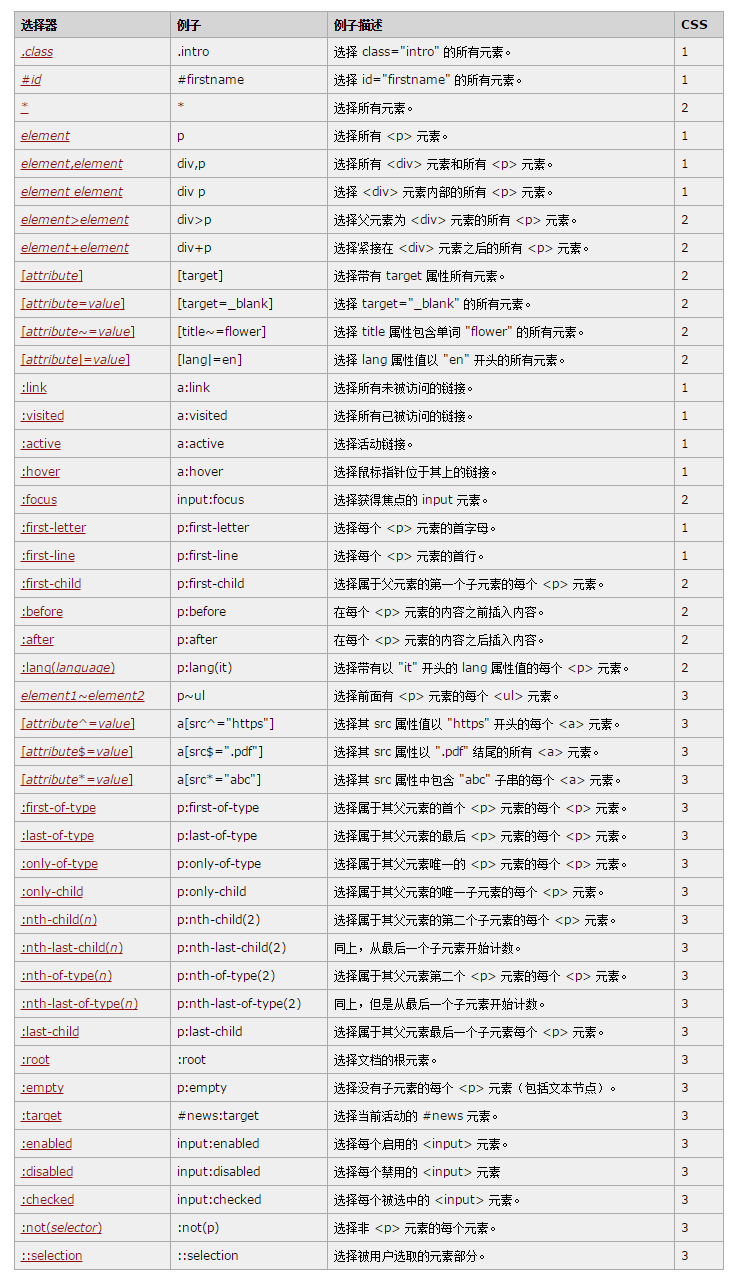 选择器 例子 例子描述 CSS
.class .intro 选择 class="intro" 的所有元素。 1
#id #firstname 选择 id="firstname" 的所有元素。 1
* * 选择所有元素。 2
element p 选择所有 <p> 元素。 1
element,element div,p 选择所有 <div> 元素和所有 <p> 元素。 1
element element div p 选择 <div> 元素内部的所有 <p> 元素。 1
element>element div>p 选择父元素为 <div> 元素的所有 <p> 元素。 2
element+element div+p 选择紧接在 <div> 元素之后的所有 <p> 元素。 2
[attribute] [target] 选择带有 target 属性所有元素。 2
[attribute=value] [target=_blank] 选择 target="_blank" 的所有元素。 2
[attribute~=value] [title~=flower] 选择 title 属性包含单词 "flower" 的所有元素。 2
[attribute|=value] [lang|=en] 选择 lang 属性值以 "en" 开头的所有元素。 2
:link a:link 选择所有未被访问的链接。 1
:visited a:visited 选择所有已被访问的链接。 1
:active a:active 选择活动链接。 1
:hover a:hover 选择鼠标指针位于其上的链接。 1
:focus input:focus 选择获得焦点的 input 元素。 2
:first-letter p:first-letter 选择每个 <p> 元素的首字母。 1
:first-line p:first-line 选择每个 <p> 元素的首行。 1
:first-child p:first-child 选择属于父元素的第一个子元素的每个 <p> 元素。 2
:before p:before 在每个 <p> 元素的内容之前插入内容。 2
:after p:after 在每个 <p> 元素的内容之后插入内容。 2
:lang(language) p:lang(it) 选择带有以 "it" 开头的 lang 属性值的每个 <p> 元素。 2
element1~element2 p~ul 选择前面有 <p> 元素的每个 <ul> 元素。 3
[attribute^=value] a[src^="https"] 选择其 src 属性值以 "https" 开头的每个 <a> 元素。 3
[attribute$=value] a[src$=".pdf"] 选择其 src 属性以 ".pdf" 结尾的所有 <a> 元素。 3
[attribute*=value] a[src*="abc"] 选择其 src 属性中包含 "abc" 子串的每个 <a> 元素。 3
:first-of-type p:first-of-type 选择属于其父元素的首个 <p> 元素的每个 <p> 元素。 3
:last-of-type p:last-of-type 选择属于其父元素的最后 <p> 元素的每个 <p> 元素。 3
:only-of-type p:only-of-type 选择属于其父元素唯一的 <p> 元素的每个 <p> 元素。 3
:only-child p:only-child 选择属于其父元素的唯一子元素的每个 <p> 元素。 3
:nth-child(n) p:nth-child(2) 选择属于其父元素的第二个子元素的每个 <p> 元素。 3
:nth-last-child(n) p:nth-last-child(2) 同上，从最后一个子元素开始计数。 3
:nth-of-type(n) p:nth-of-type(2) 选择属于其父元素第二个 <p> 元素的每个 <p> 元素。 3
:nth-last-of-type(n) p:nth-last-of-type(2) 同上，但是从最后一个子元素开始计数。 3
:last-child p:last-child 选择属于其父元素最后一个子元素每个 <p> 元素。 3
:root :root 选择文档的根元素。 3
:empty p:empty 选择没有子元素的每个 <p> 元素（包括文本节点）。 3
:target #news:target 选择当前活动的 #news 元素。 3
:enabled input:enabled 选择每个启用的 <input> 元素。 3
:disabled input:disabled 选择每个禁用的 <input> 元素 3
:checked input:checked 选择每个被选中的 <input> 元素。 3
:not(selector) :not(p) 选择非 <p> 元素的每个元素。 3
::selection ::selection 选择被用户选取的元素部分。 3